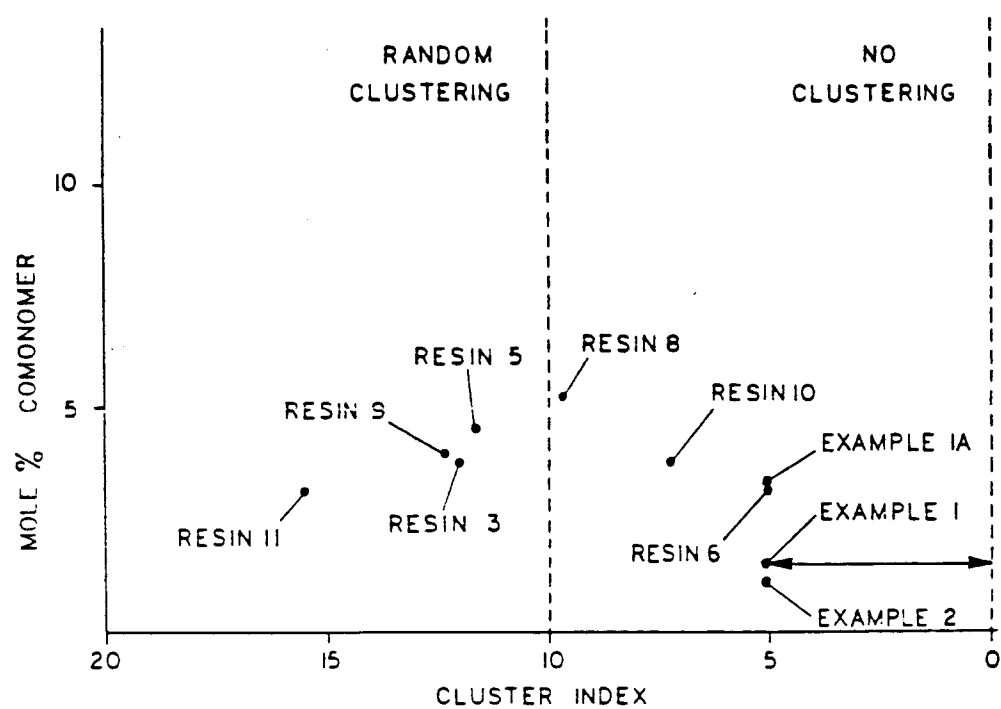 RANDOM
CLUSTERING
NO
CLUSTERING
10
5
MOLE % COMONOMER
RESIN 8
RESIN 5
RESIN 10
RESIN 9
EXAMPLE 1A
EXAMPLE 1
RESIN 3
RESIN 11
RESIN 6
EXAMPLE 2
20
15
10
5
0
CLUSTER INDEX